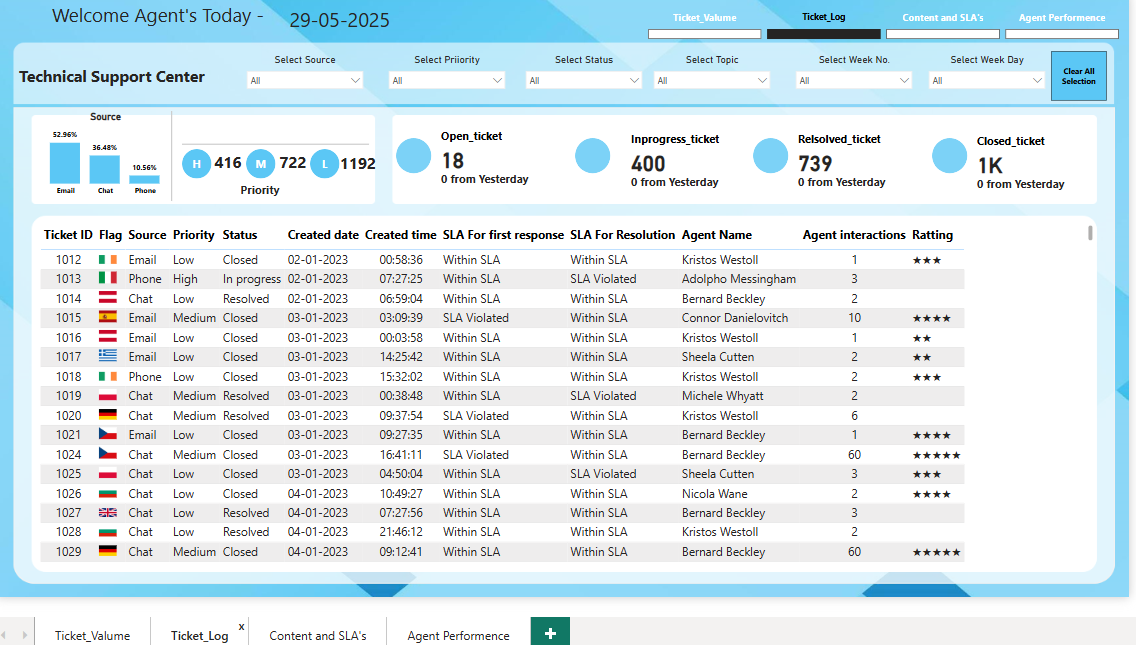 Welcome Agent's Today - 29-05-2025
Ticket_Valume Ticket_Log Content and SLA's Agent Performence
Technical Support Center
Select Source Select Priiority Select Status Select Topic Select Week No. Select Week Day
All All All All All All
Clear All
Selection
Source
52.96%
36.48%
10.56%
Email Chat Phone
H 416 M 722 L 1192
Priority
Open_ticket
18
0 from Yesterday
Inprogress_ticket
400
0 from Yesterday
Relsolved_ticket
739
0 from Yesterday
Closed_ticket
1K
0 from Yesterday
Ticket ID Flag Source Priority Status Created date Created time SLA For first response SLA For Resolution Agent Name Agent interactions Ratting
1012 Email Low Closed 02-01-2023 00:58:36 Within SLA Within SLA Kristos Westoll 1 ★★★
1013 Phone High In progress 02-01-2023 07:27:25 Within SLA SLA Violated Adolpho Messingham 3
1014 Chat Low Resolved 02-01-2023 06:59:04 Within SLA Within SLA Bernard Beckley 2
1015 Email Medium Closed 03-01-2023 03:09:39 SLA Violated Within SLA Connor Danielovitch 10 ★★★★
1016 Email Low Closed 03-01-2023 00:03:58 Within SLA Within SLA Kristos Westoll 1 ★★
1017 Email Low Closed 03-01-2023 14:25:42 Within SLA Within SLA Sheela Cutten 2 ★★
1018 Phone Low Closed 03-01-2023 15:32:02 Within SLA Within SLA Kristos Westoll 2 ★★★
1019 Chat Medium Resolved 03-01-2023 00:38:48 Within SLA SLA Violated Michele Whyatt 2
1020 Chat Medium Resolved 03-01-2023 09:37:54 SLA Violated Within SLA Kristos Westoll 6
1021 Email Low Closed 03-01-2023 09:27:35 Within SLA Within SLA Bernard Beckley 1 ★★★★
1024 Chat Medium Closed 03-01-2023 16:41:11 SLA Violated Within SLA Bernard Beckley 60 ★★★★★
1025 Chat Low Closed 03-01-2023 04:50:04 Within SLA SLA Violated Sheela Cutten 3 ★★★
1026 Chat Low Closed 04-01-2023 10:49:27 Within SLA Within SLA Nicola Wane 2 ★★★★
1027 Chat Low Resolved 04-01-2023 07:27:56 Within SLA Within SLA Bernard Beckley 3
1028 Chat Low Resolved 04-01-2023 21:46:12 Within SLA Within SLA Kristos Westoll 2
1029 Chat Medium Closed 04-01-2023 09:12:41 Within SLA Within SLA Bernard Beckley 60 ★★★★★
Ticket_Valume Ticket_Log x Content and SLA's Agent Performence +